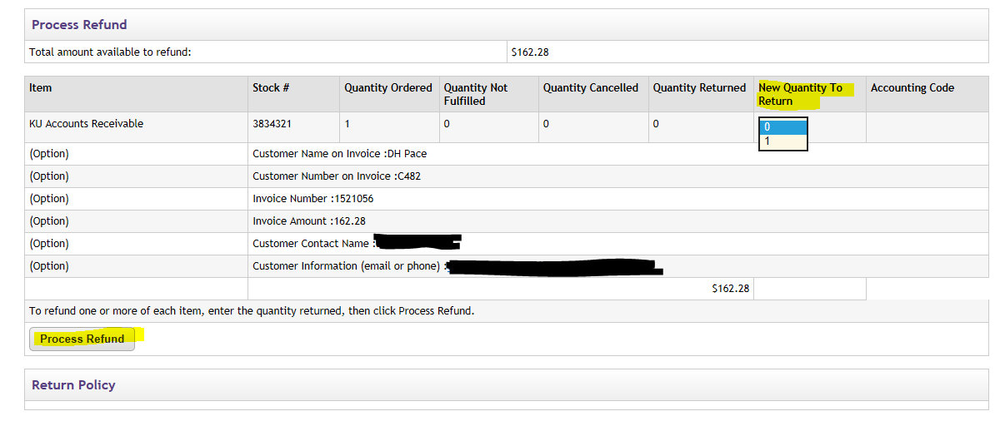 Process Refund
Total amount available to refund: $162.28
Item Stock # Quantity Ordered Quantity Not Fulfilled Quantity Cancelled Quantity Returned New Quantity To Return Accounting Code
KU Accounts Receivable 3834321 1 0 0 0 0
1
(Option) Customer Name on Invoice :DH Pace
(Option) Customer Number on Invoice :C482
(Option) Invoice Number :1521056
(Option) Invoice Amount :162.28
(Option) Customer Contact Name :
(Option) Customer Information (email or phone) :
$162.28
To refund one or more of each item, enter the quantity returned, then click Process Refund.
Process Refund
Return Policy